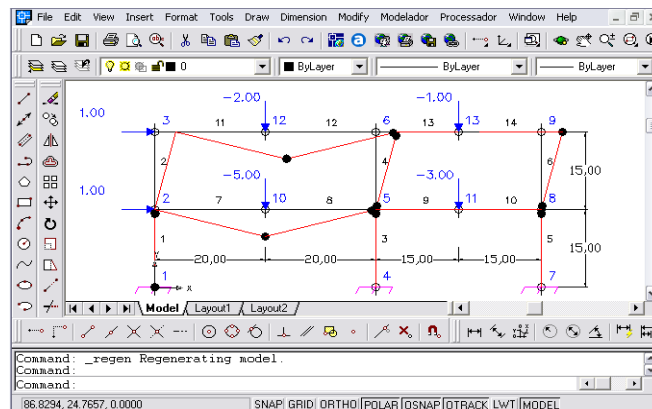 File Edit View Insert Format Tools Draw Dimension Modify Modelador Processador Window Help
0 ByLayer ByLayer ByLayer
-2.00 -1.00
1.00 3 11 12 12 6 13 13 14 9
2 4 6 15,00
-5.00 -3.00
1.00 2 7 10 8 5 9 11 10 8
1 3 5 15,00
Y 20,00 20,00 15,00 15,00
1 X 4 7
Model Layout1 Layout2
Command: _regen Regenerating model.
Command:
Command:
86.8294, 24.7657, 0.0000 SNAP GRID ORTHO POLAR OSNAP OTRACK LWT MODEL